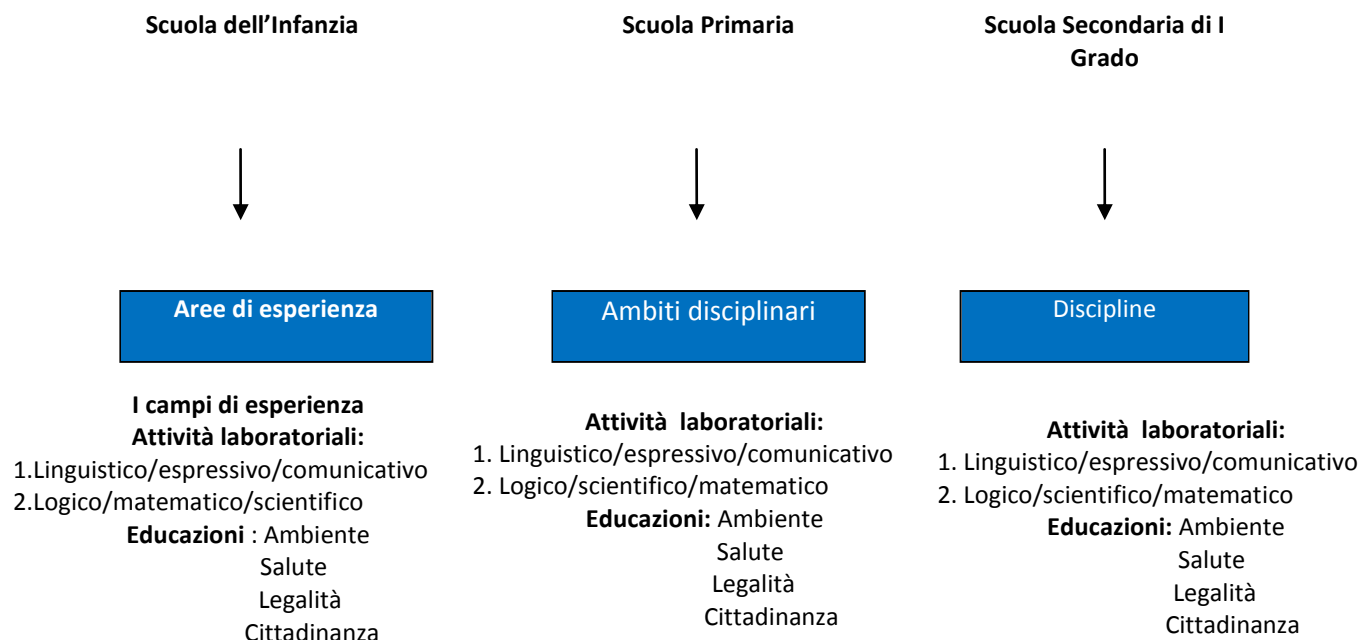 Scuola dell’Infanzia
Scuola Primaria
Scuola Secondaria di I
Grado
Aree di esperienza
Ambiti disciplinari
Discipline
I campi di esperienza
Attività laboratoriali:
1.Linguistico/espressivo/comunicativo
2.Logico/matematico/scientifico
Educazioni : Ambiente
Salute
Legalità
Cittadinanza
Attività laboratoriali:
1. Linguistico/espressivo/comunicativo
2. Logico/scientifico/matematico
Educazioni: Ambiente
Salute
Legalità
Cittadinanza
Attività laboratoriali:
1. Linguistico/espressivo/comunicativo
2. Logico/scientifico/matematico
Educazioni: Ambiente
Salute
Legalità
Cittadinanza